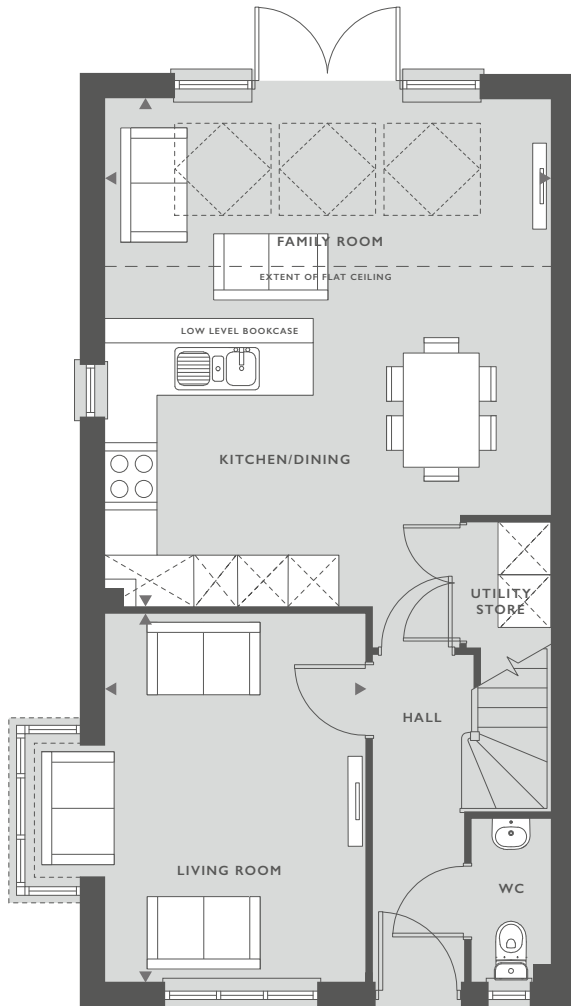 FAMILY ROOM
EXTENT OF FLAT CEILING
LOW LEVEL BOOKCASE
KITCHEN/DINING
UTILITY
STORE
HALL
LIVING ROOM
WC